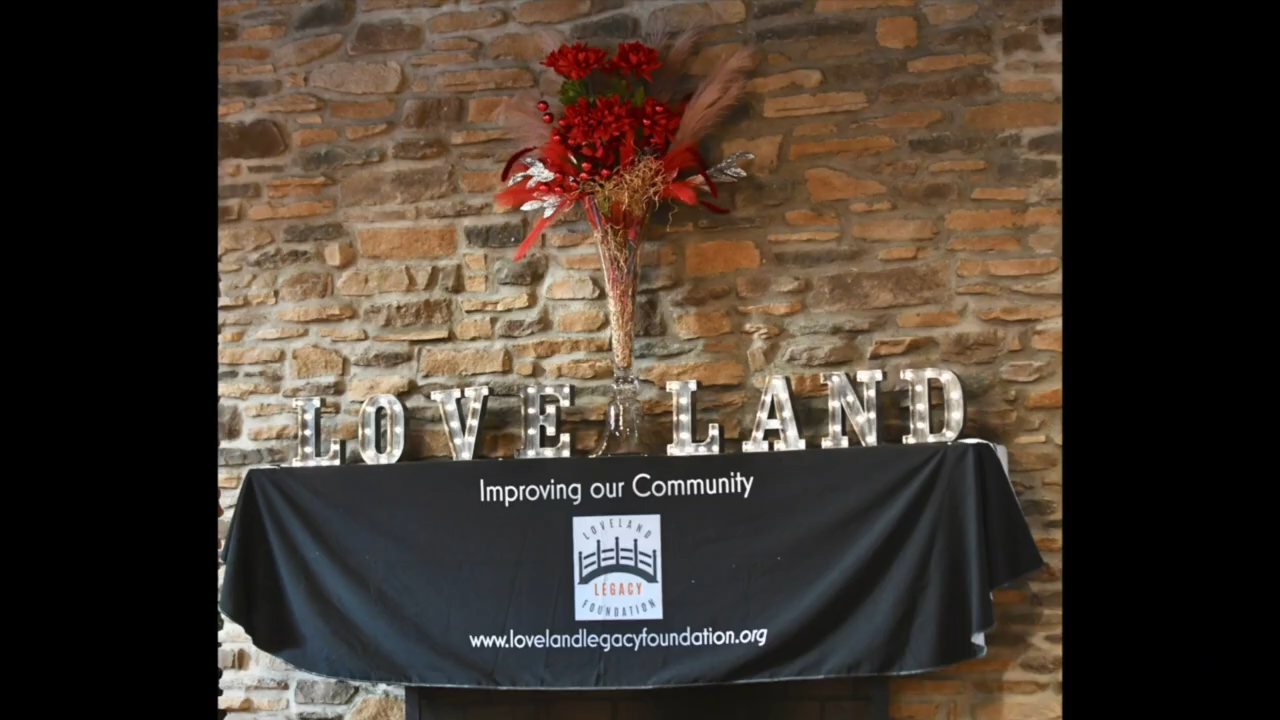 LOVE LAND
Improving our Community
LOVELAND
LEGACY
FOUNDATION
www.lovelandlegacyfoundation.org